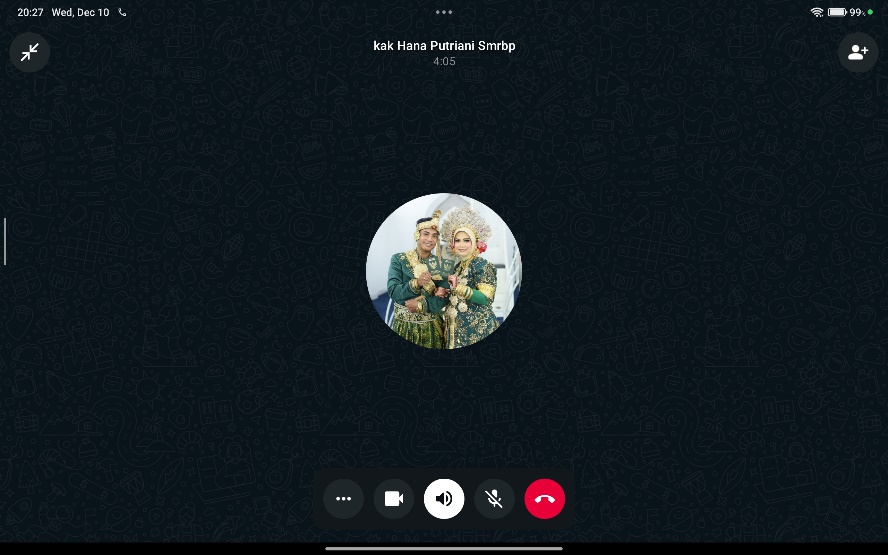 20:27 Wed, Dec 10
99%
kak Hana Putriani Smrbp
4:05